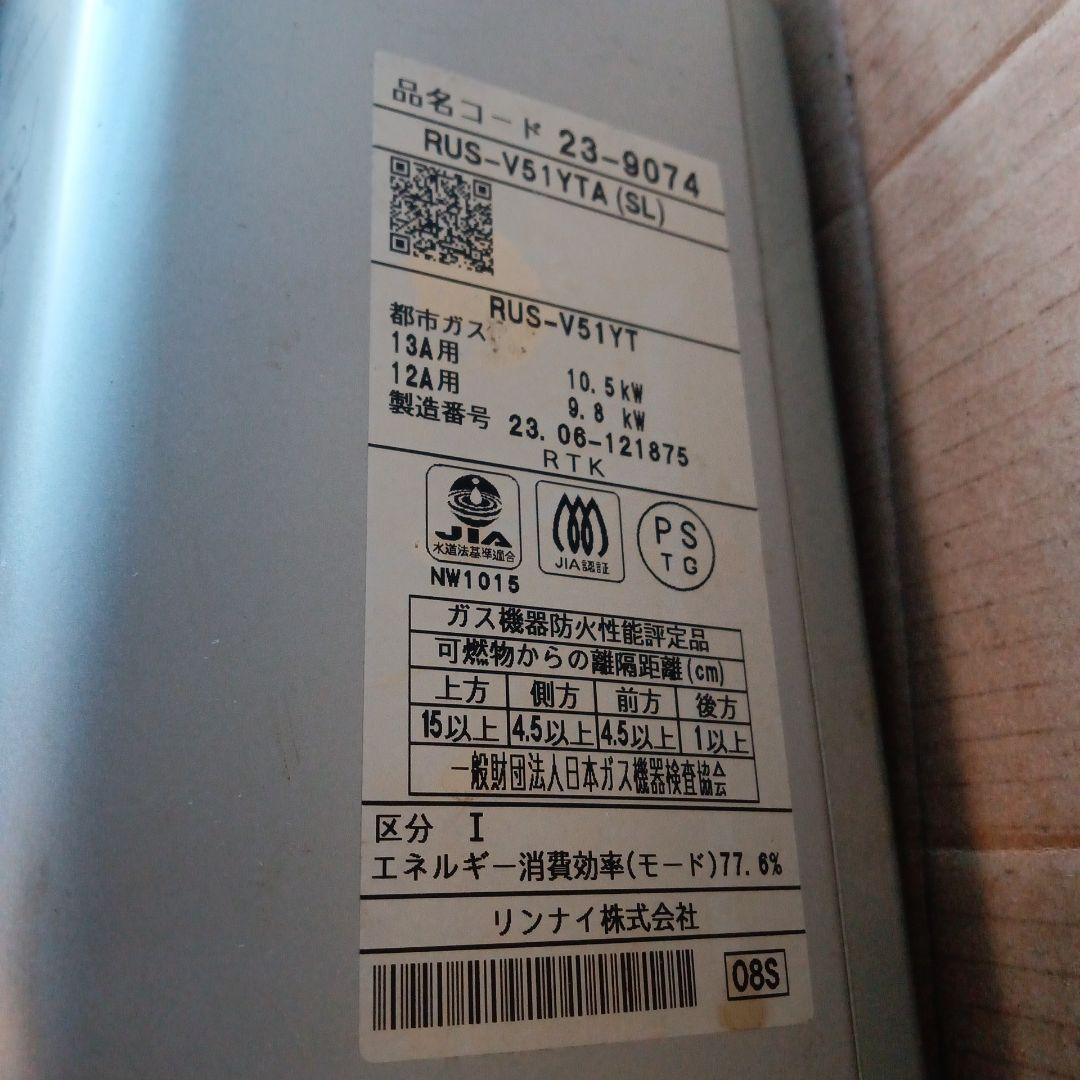 品名コード 23-9074
RUS-V51YTA(SL)
RUS-V51YT
都市ガス
13A用 10.5kW
12A用 9.8 kW
製造番号 23.06-121875
RTK
JIA
水道法基準適合
NW1015
JIA認証
PS
TG
ガス機器防火性能評定品
可燃物からの離隔距離(cm)
上方 側方 前方 後方
15以上 4.5以上 4.5以上 1以上
一般財団法人日本ガス機器検査協会
区分 I
エネルギー消費効率(モード)77.6%
リンナイ株式会社
08S